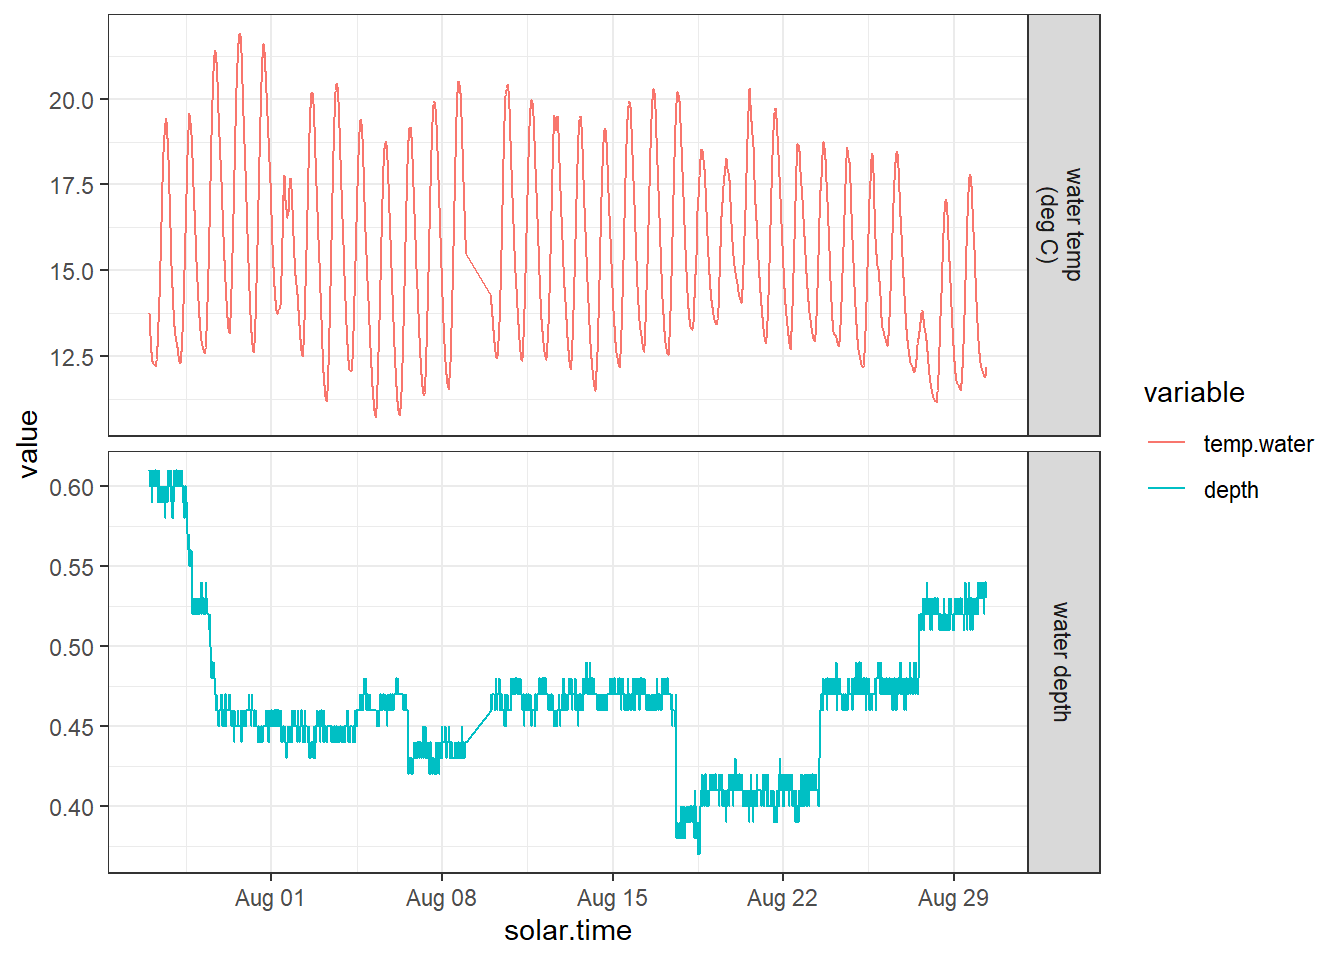 value
20.0
17.5
15.0
12.5
water temp
(deg C)
0.60
0.55
0.50
0.45
0.40
water depth
Aug 01 Aug 08 Aug 15 Aug 22 Aug 29
solar.time
variable
temp.water
depth